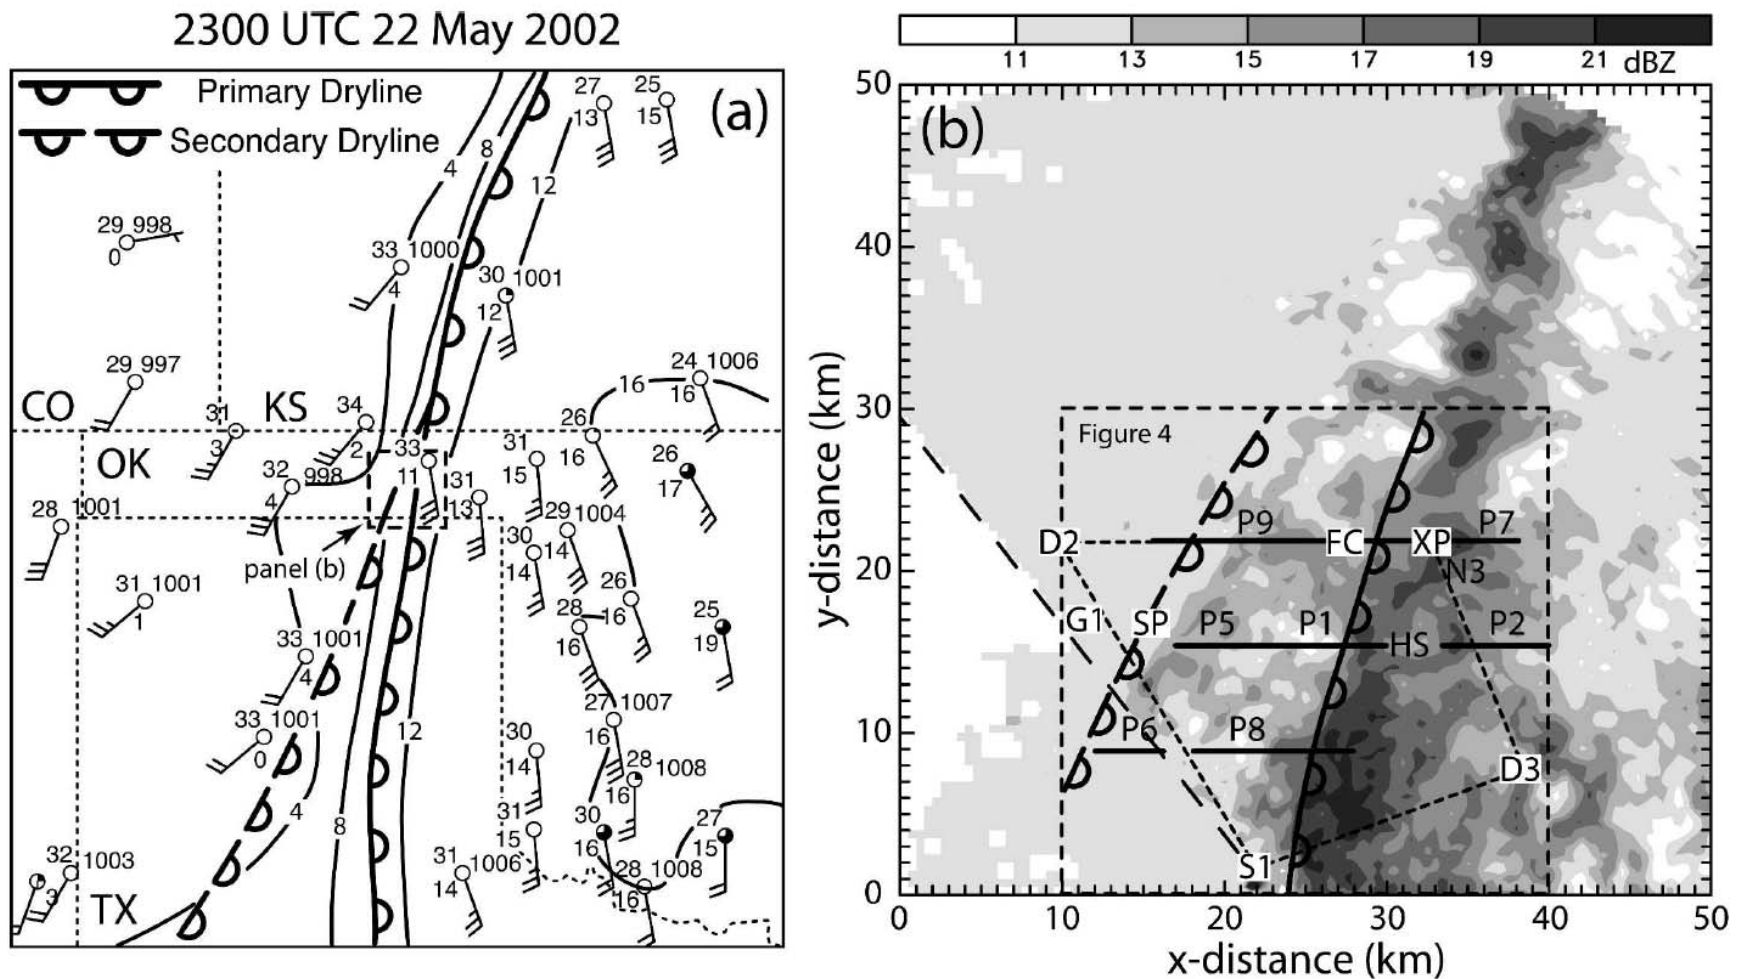 2300 UTC 22 May 2002
Primary Dryline
Secondary Dryline
(a)
27
13
25
15
4
8
12
29 998
0
33 1000
4
30 1001
12
29 997
24 1006
16
16
CO
KS
31
3
34
2
33
11
26
16
31
15
26
17
OK
32 998
4
31
13
28 1001
29 1004
14
30
14
panel (b)
31 1001
1
26
16
28
16
25
19
33 1001
4
27 1007
16
33 1001
0
12
30
14
28 1008
16
4
8
31
15
30
16
27
15
32 1003
3
31 1006
14
28 1008
16
TX
11 13 15 17 19 21 dBZ
(b)
50
40
30
20
10
0
y-distance (km)
Figure 4
P9
P7
D2
FC
XP
N3
G1
SP
P5
P1
HS
P2
P6
P8
D3
S1
0 10 20 30 40 50
x-distance (km)